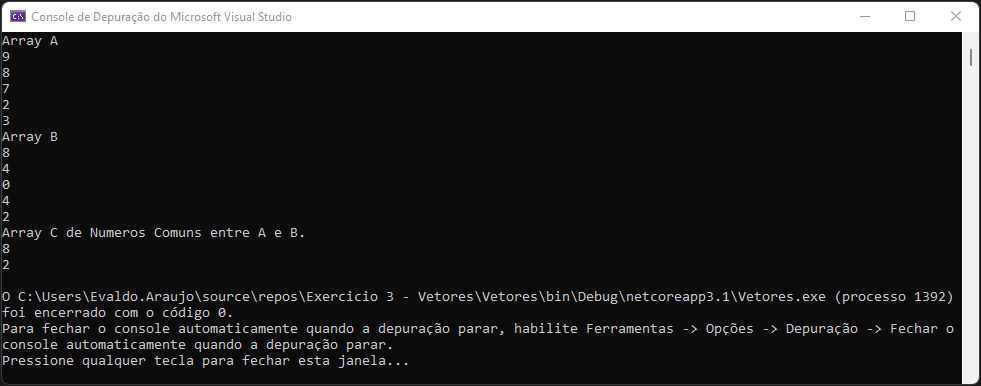 Console de Depuração do Microsoft Visual Studio
Array A
9
8
7
2
3
Array B
8
4
0
4
2
Array C de Numeros Comuns entre A e B.
8
2
O C:\Users\Evaldo.Araujo\source\repos\Exercicio 3 - Vetores\Vetores\bin\Debug\netcoreapp3.1\Vetores.exe (processo 1392)
foi encerrado com o código 0.
Para fechar o console automaticamente quando a depuração parar, habilite Ferramentas -> Opções -> Depuração -> Fechar o
console automaticamente quando a depuração parar.
Pressione qualquer tecla para fechar esta janela...